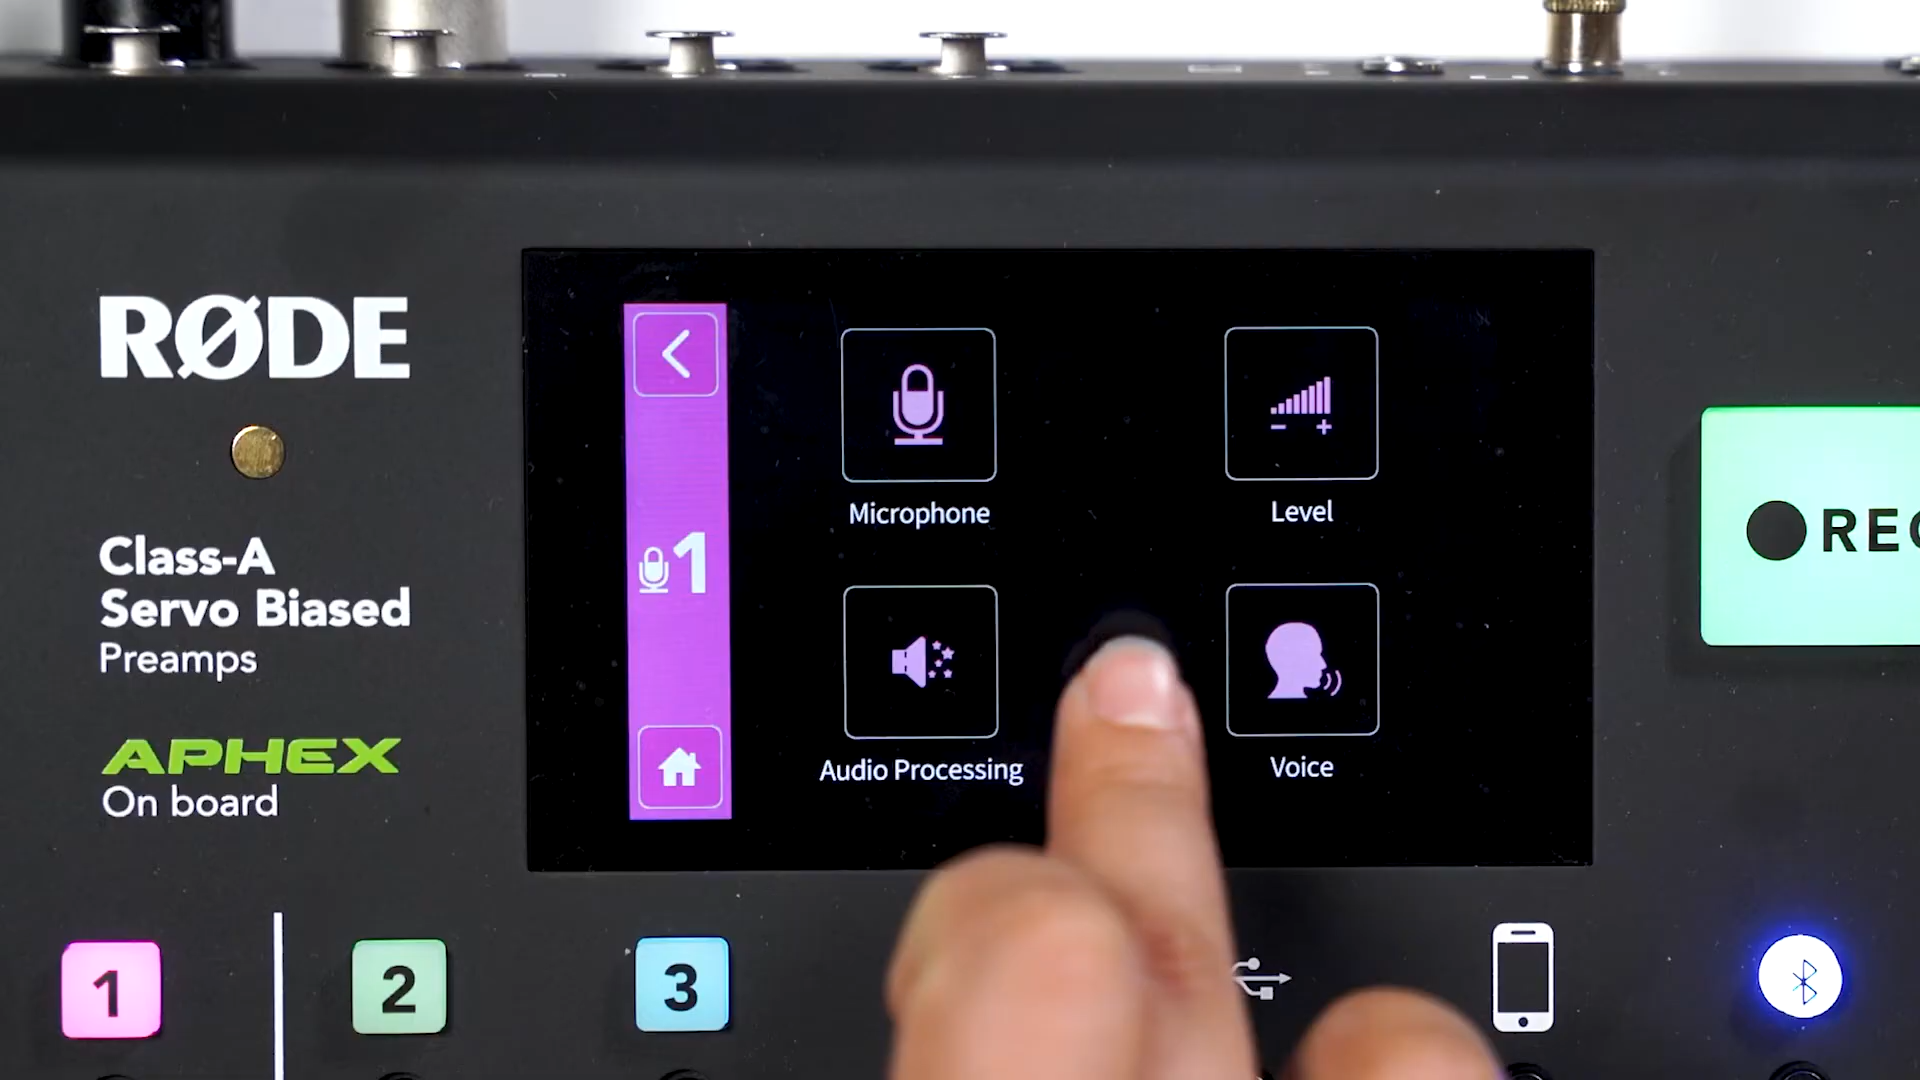 RØDE
Class-A
Servo Biased
Preamps
APHEX
On board
1
Microphone
Level
Audio Processing
Voice
REC
1
2
3